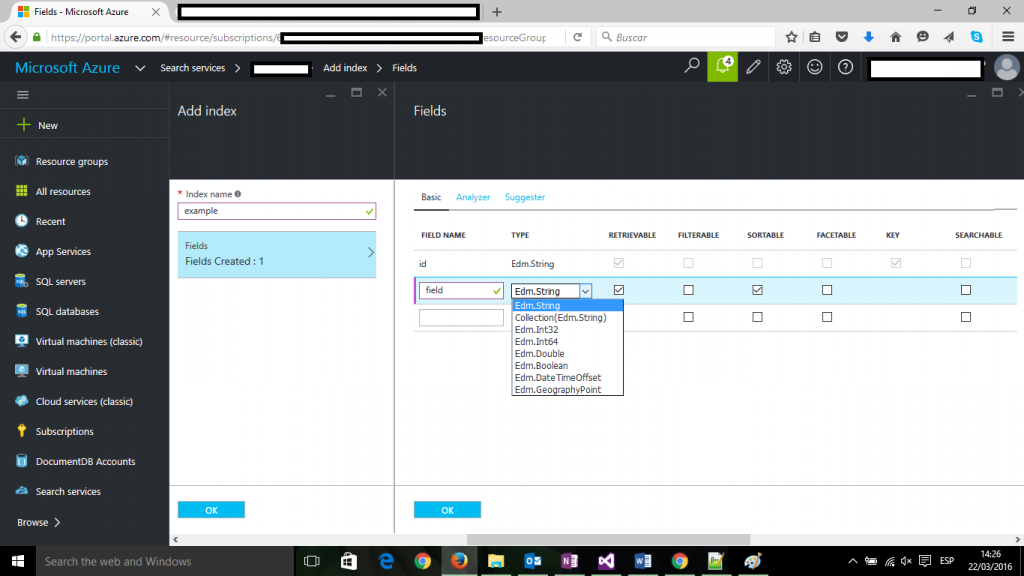 Fields - Microsoft Azure
https://portal.azure.com/#resource/subscriptions/
esourceGroup
Buscar
Microsoft Azure
Search services
Add index
Fields
4
New
Resource groups
All resources
Recent
App Services
SQL servers
SQL databases
Virtual machines (classic)
Virtual machines
Cloud services (classic)
Subscriptions
DocumentDB Accounts
Search services
Browse
Add index
* Index name
example
Fields
Fields Created : 1
OK
Fields
Basic Analyzer Suggester
FIELD NAME TYPE RETRIEVABLE FILTERABLE SORTABLE FACETABLE KEY SEARCHABLE
id Edm.String
field Edm.String
Edm.String
Collection(Edm.String)
Edm.Int32
Edm.Int64
Edm.Double
Edm.Boolean
Edm.DateTimeOffset
Edm.GeographyPoint
OK
Search the web and Windows
ESP
14:26
22/03/2016